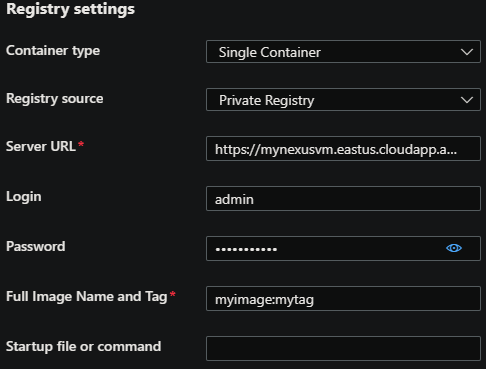 Registry settings
Container type Single Container
Registry source Private Registry
Server URL* https://mynexusvm.eastus.cloudapp.a...
Login admin
Password •••••••••••
Full Image Name and Tag* myimage:mytag
Startup file or command